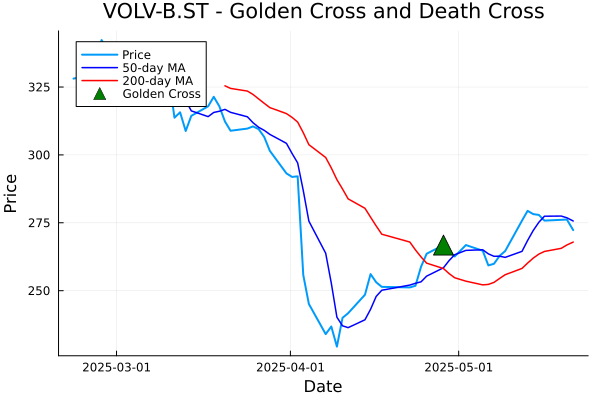 VOLV-B.ST - Golden Cross and Death Cross
Price
50-day MA
200-day MA
Golden Cross
325
300
275
250
Price
2025-03-01
2025-04-01
2025-05-01
Date